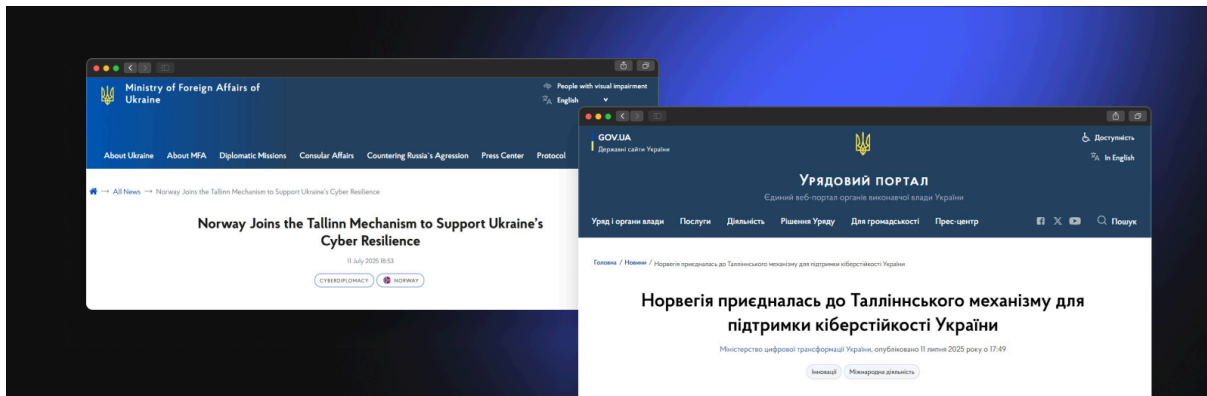 Ministry of Foreign Affairs of
Ukraine
People with visual impairment
English
About Ukraine About MFA Diplomatic Missions Consular Affairs Countering Russia's Agression Press Center Protocol
All News → Norway Joins the Tallinn Mechanism to Support Ukraine's Cyber Resilience
Norway Joins the Tallinn Mechanism to Support Ukraine's
Cyber Resilience
11 July 2025 18:53
CYBERDIPLOMACY NORWAY
GOV.UA
Державні сайти України
Доступність
In English
Урядовий портал
Єдиний веб-портал органів виконавчої влади України
Уряд і органи влади Послуги Діяльність Рішення Уряду Для громадськості Прес-центр Пошук
Головна / Новини / Норвегія приєдналась до Талліннського механізму для підтримки кіберстійкості України
Норвегія приєдналась до Талліннського механізму для
підтримки кіберстійкості України
Міністерство цифрової трансформації України, опубліковано 11 липня 2025 року о 17:49
Інновації Міжнародна діяльність